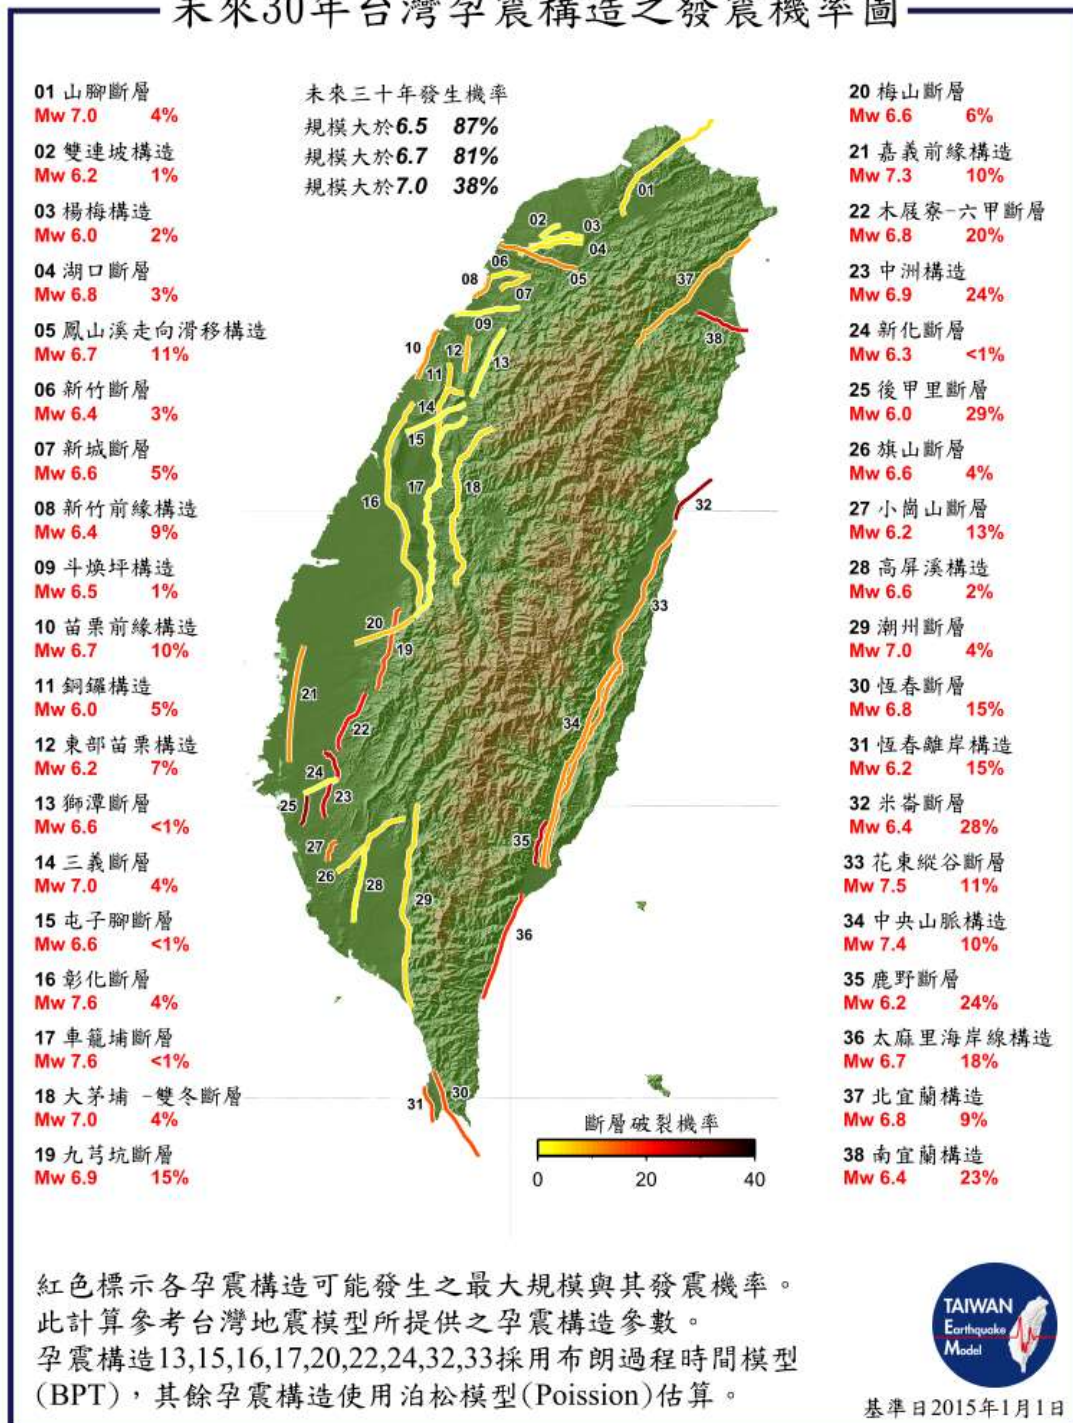 未來30年台灣孕震構造之發震機率圖
01 山腳斷層
Mw 7.0 4%
02 雙連坡構造
Mw 6.2 1%
03 楊梅構造
Mw 6.0 2%
04 湖口斷層
Mw 6.8 3%
05 鳳山溪走向滑移構造
Mw 6.7 11%
06 新竹斷層
Mw 6.4 3%
07 新城斷層
Mw 6.6 5%
08 新竹前緣構造
Mw 6.4 9%
09 斗煥坪構造
Mw 6.5 1%
10 苗栗前緣構造
Mw 6.7 10%
11 銅鑼構造
Mw 6.0 5%
12 東部苗栗構造
Mw 6.2 7%
13 獅潭斷層
Mw 6.6 <1%
14 三義斷層
Mw 7.0 4%
15 屯子腳斷層
Mw 6.6 <1%
16 彰化斷層
Mw 7.6 4%
17 車籠埔斷層
Mw 7.6 <1%
18 大茅埔 -雙冬斷層
Mw 7.0 4%
19 九芎坑斷層
Mw 6.9 15%
未來三十年發生機率
規模大於6.5 87%
規模大於6.7 81%
規模大於7.0 38%
01
02
03
04
05
06
07
08
09
10
11
12
13
14
15
16
17
18
19
20
21
22
23
24
25
26
27
28
29
30
31
32
33
34
35
36
37
38
斷層破裂機率
0 20 40
20 梅山斷層
Mw 6.6 6%
21 嘉義前緣構造
Mw 7.3 10%
22 木屐寮-六甲斷層
Mw 6.8 20%
23 中洲構造
Mw 6.9 24%
24 新化斷層
Mw 6.3 <1%
25 後甲里斷層
Mw 6.0 29%
26 旗山斷層
Mw 6.6 4%
27 小崗山斷層
Mw 6.2 13%
28 高屏溪構造
Mw 6.6 2%
29 潮州斷層
Mw 7.0 4%
30 恆春斷層
Mw 6.8 15%
31 恆春離岸構造
Mw 6.2 15%
32 米崙斷層
Mw 6.4 28%
33 花東縱谷斷層
Mw 7.5 11%
34 中央山脈構造
Mw 7.4 10%
35 鹿野斷層
Mw 6.2 24%
36 太麻里海岸線構造
Mw 6.7 18%
37 北宜蘭構造
Mw 6.8 9%
38 南宜蘭構造
Mw 6.4 23%
紅色標示各孕震構造可能發生之最大規模與其發震機率。
此計算參考台灣地震模型所提供之孕震構造參數。
孕震構造13,15,16,17,20,22,24,32,33採用布朗過程時間模型
(BPT)，其餘孕震構造使用泊松模型(Poission)估算。
TAIWAN
Earthquake
Model
基準日2015年1月1日